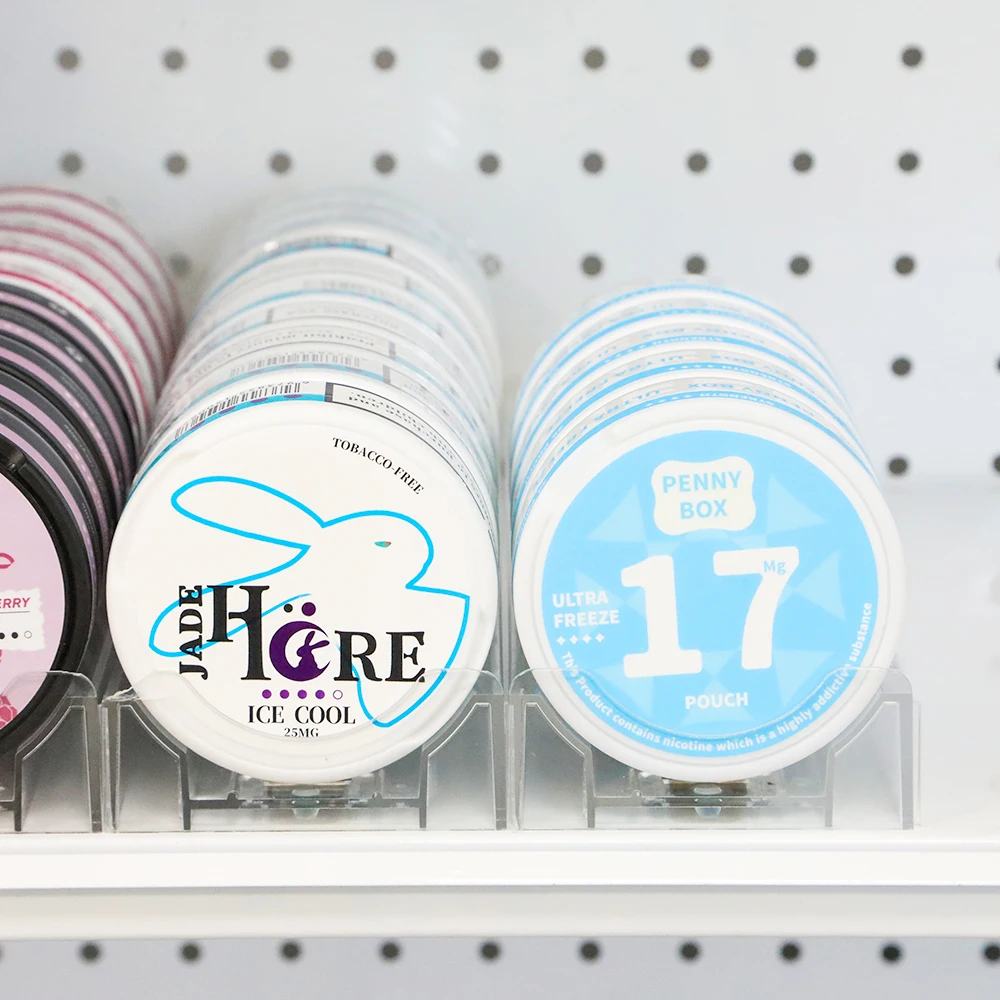 TOBACCO-FREE
JADE
HÖRE
ICE COOL
25MG
PENNY
BOX
17
Mg
ULTRA
FREEZE
POUCH
This Product contains nicotine which is a highly addictive substance
ERRY